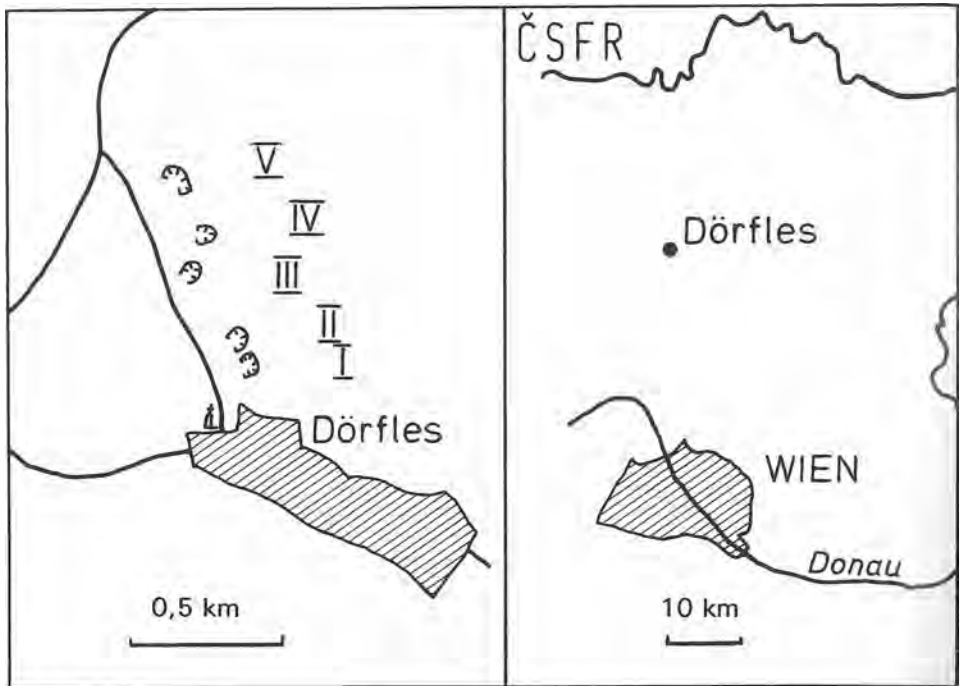 V
IV
III
II
I
Dörfles
0,5 km
ČSFR
Dörfles
WIEN
Donau
10 km